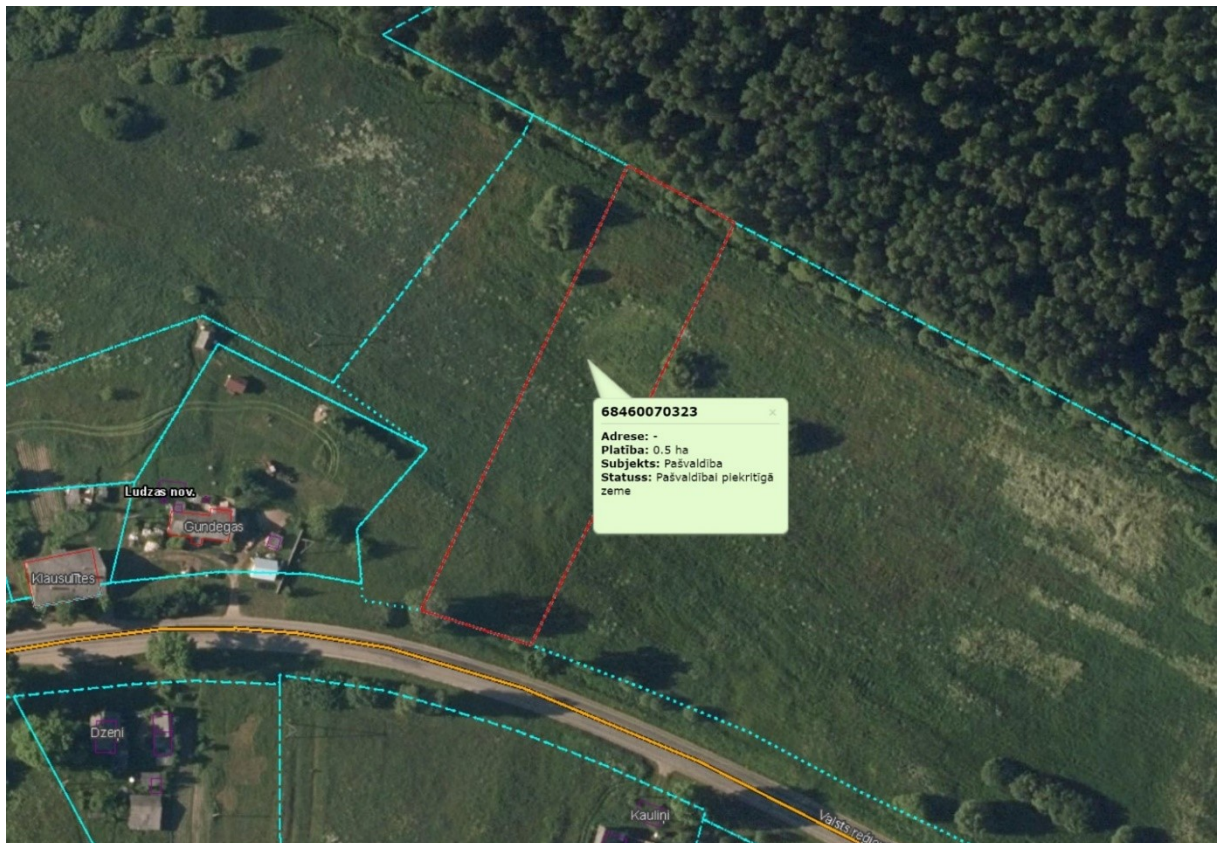 68460070323 ×
Adrese: -
Platība: 0.5 ha
Subjekts: Pašvaldība
Statuss: Pašvaldībai piekritīgā
zeme
Ludzas nov.
Gundegas
Klausulītes
Dzeņi
Kauliņi
Valsts reģio